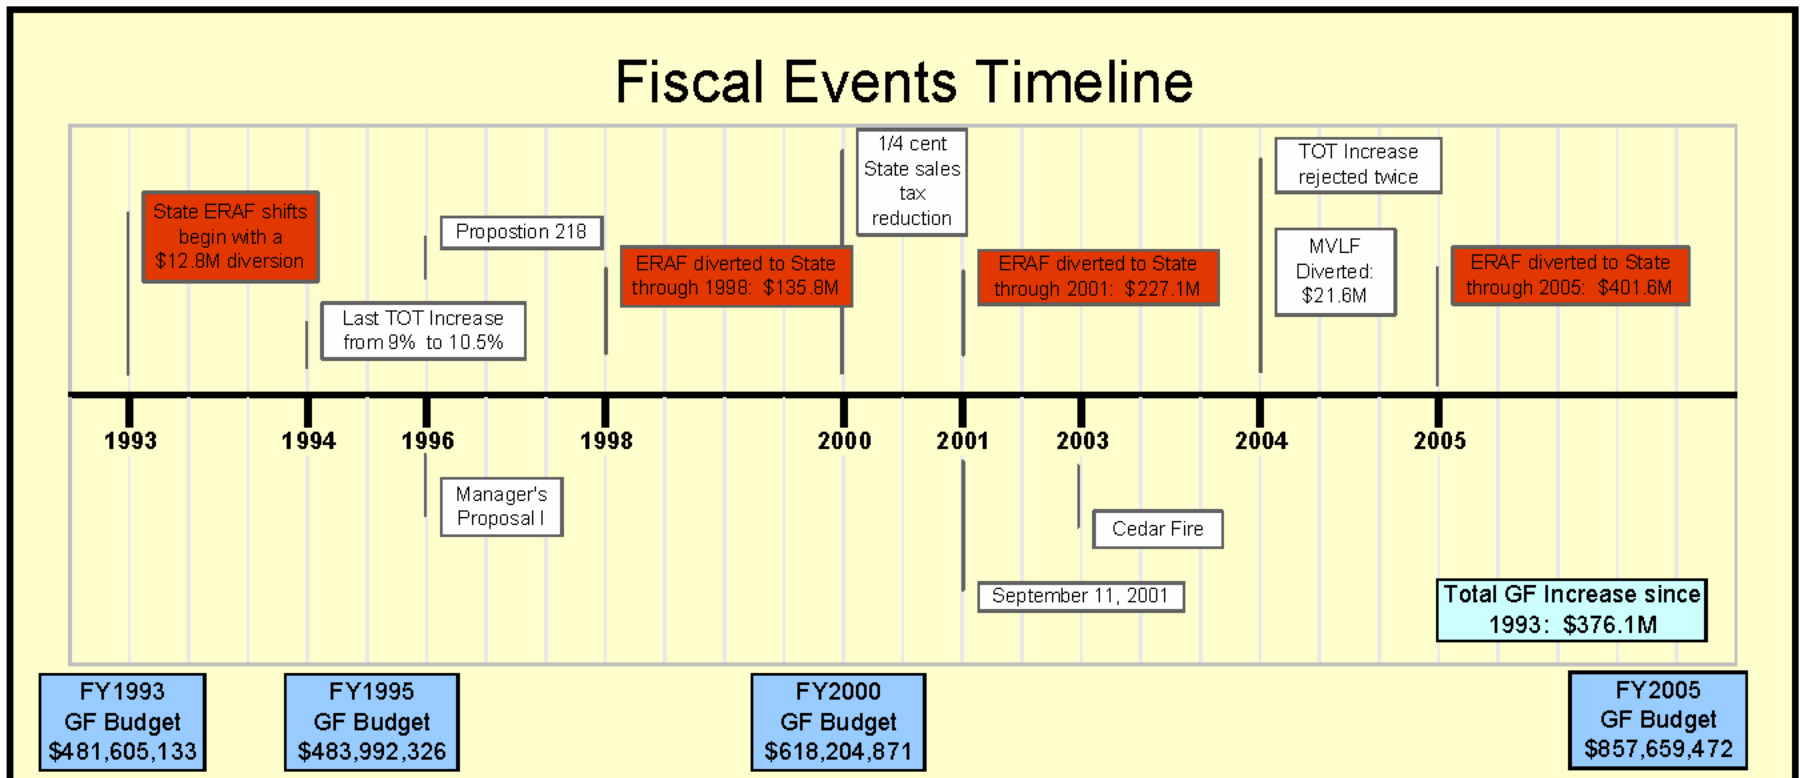 Fiscal Events Timeline
State ERAF shifts
begin with a
$12.8M diversion
Last TOT Increase
from 9% to 10.5%
Propostion 218
ERAF diverted to State
through 1998: $135.8M
1/4 cent
State sales
tax
reduction
ERAF diverted to State
through 2001: $227.1M
TOT Increase
rejected twice
MVLF
Diverted:
$21.6M
ERAF diverted to State
through 2005: $401.6M
1993
1994
1996
1998
2000
2001
2003
2004
2005
Manager's
Proposal I
September 11, 2001
Cedar Fire
Total GF Increase since
1993: $376.1M
FY1993
GF Budget
$481,605,133
FY1995
GF Budget
$483,992,326
FY2000
GF Budget
$618,204,871
FY2005
GF Budget
$857,659,472